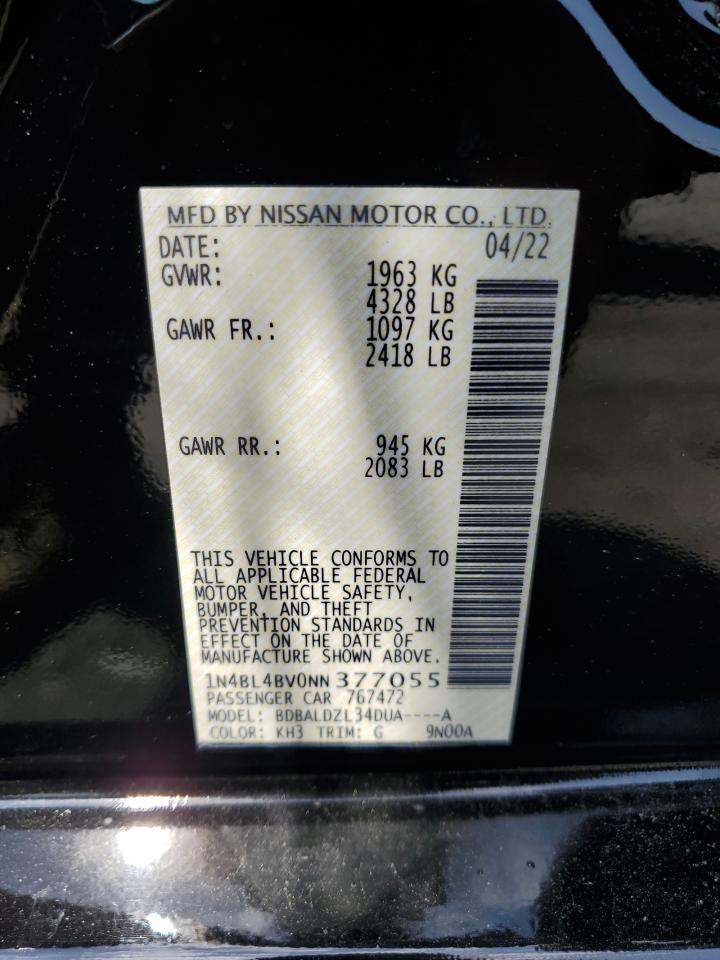 MFD BY NISSAN MOTOR CO., LTD.
DATE: 04/22
GVWR: 1963 KG
4328 LB
GAWR FR.: 1097 KG
2418 LB
GAWR RR.: 945 KG
2083 LB
THIS VEHICLE CONFORMS TO
ALL APPLICABLE FEDERAL
MOTOR VEHICLE SAFETY,
BUMPER, AND THEFT
PREVENTION STANDARDS IN
EFFECT ON THE DATE OF
MANUFACTURE SHOWN ABOVE.
1N4BL4BV0NN377055
PASSENGER CAR 767472
MODEL: BDBALDZL34DUA----A
COLOR: KH3 TRIM: G 9N00A